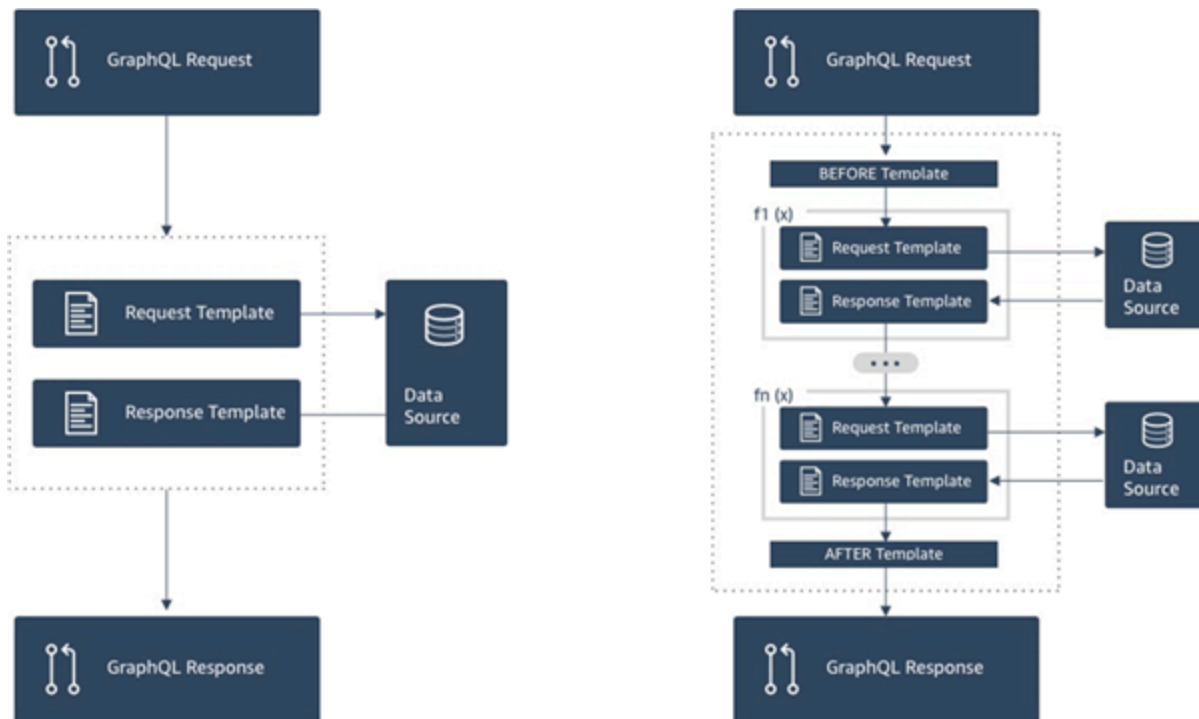 GraphQL Request
Request Template
Response Template
Data
Source
GraphQL Response
GraphQL Request
BEFORE Template
f1 (x)
Request Template
Response Template
Data
Source
fn (x)
Request Template
Response Template
Data
Source
AFTER Template
GraphQL Response